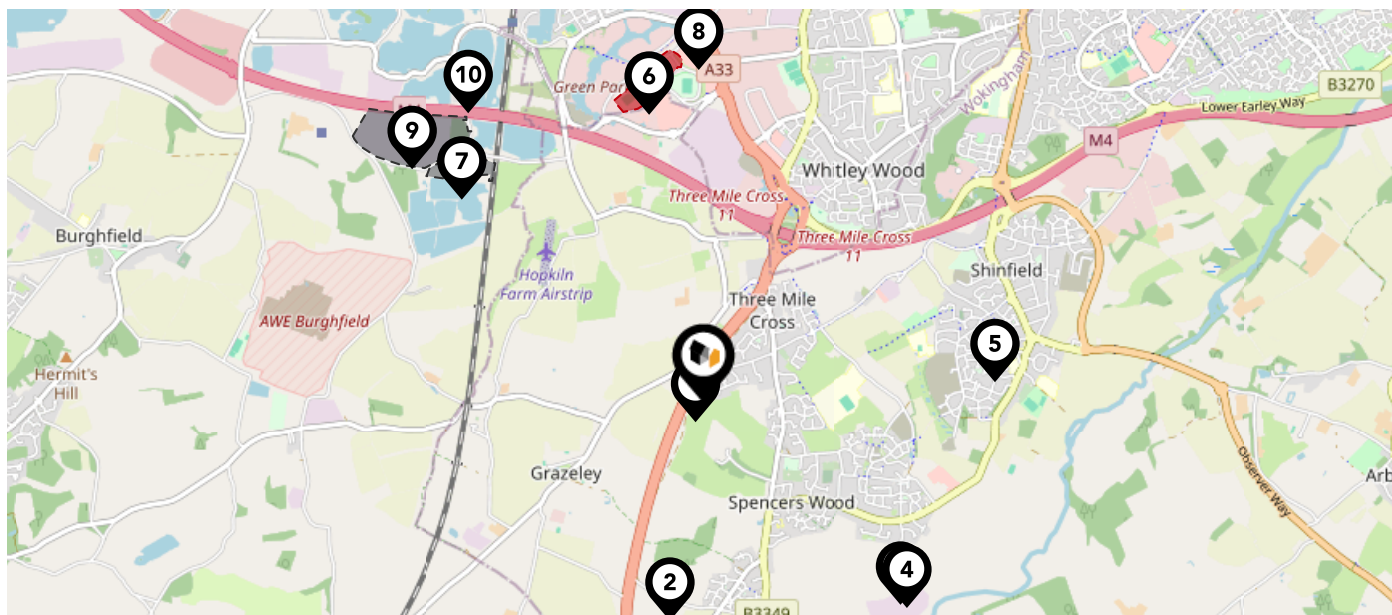 8
10
A33
6
Green Par
B3270
Lower Earley Way
Wokingham
9
M4
7
Whitley Wood
Three Mile Cross
11
Burghfield
Three Mile Cross
11
Shinfield
Hopkiln
Farm Airstrip
Three Mile
Cross
AWE Burghfield
5
Hermit's
Hill
Grazeley
Observer Way
Arb
Spencers Wood
2
4
B3349